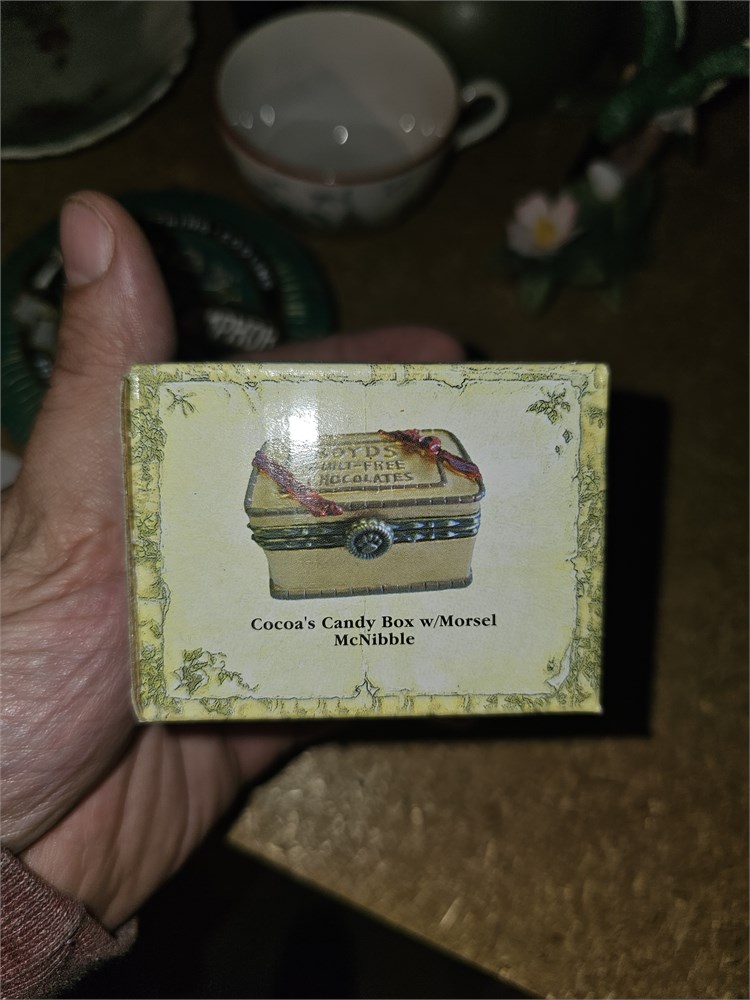 BOYDS
GUILT-FREE
CHOCOLATES
Cocoa's Candy Box w/Morsel
McNibble